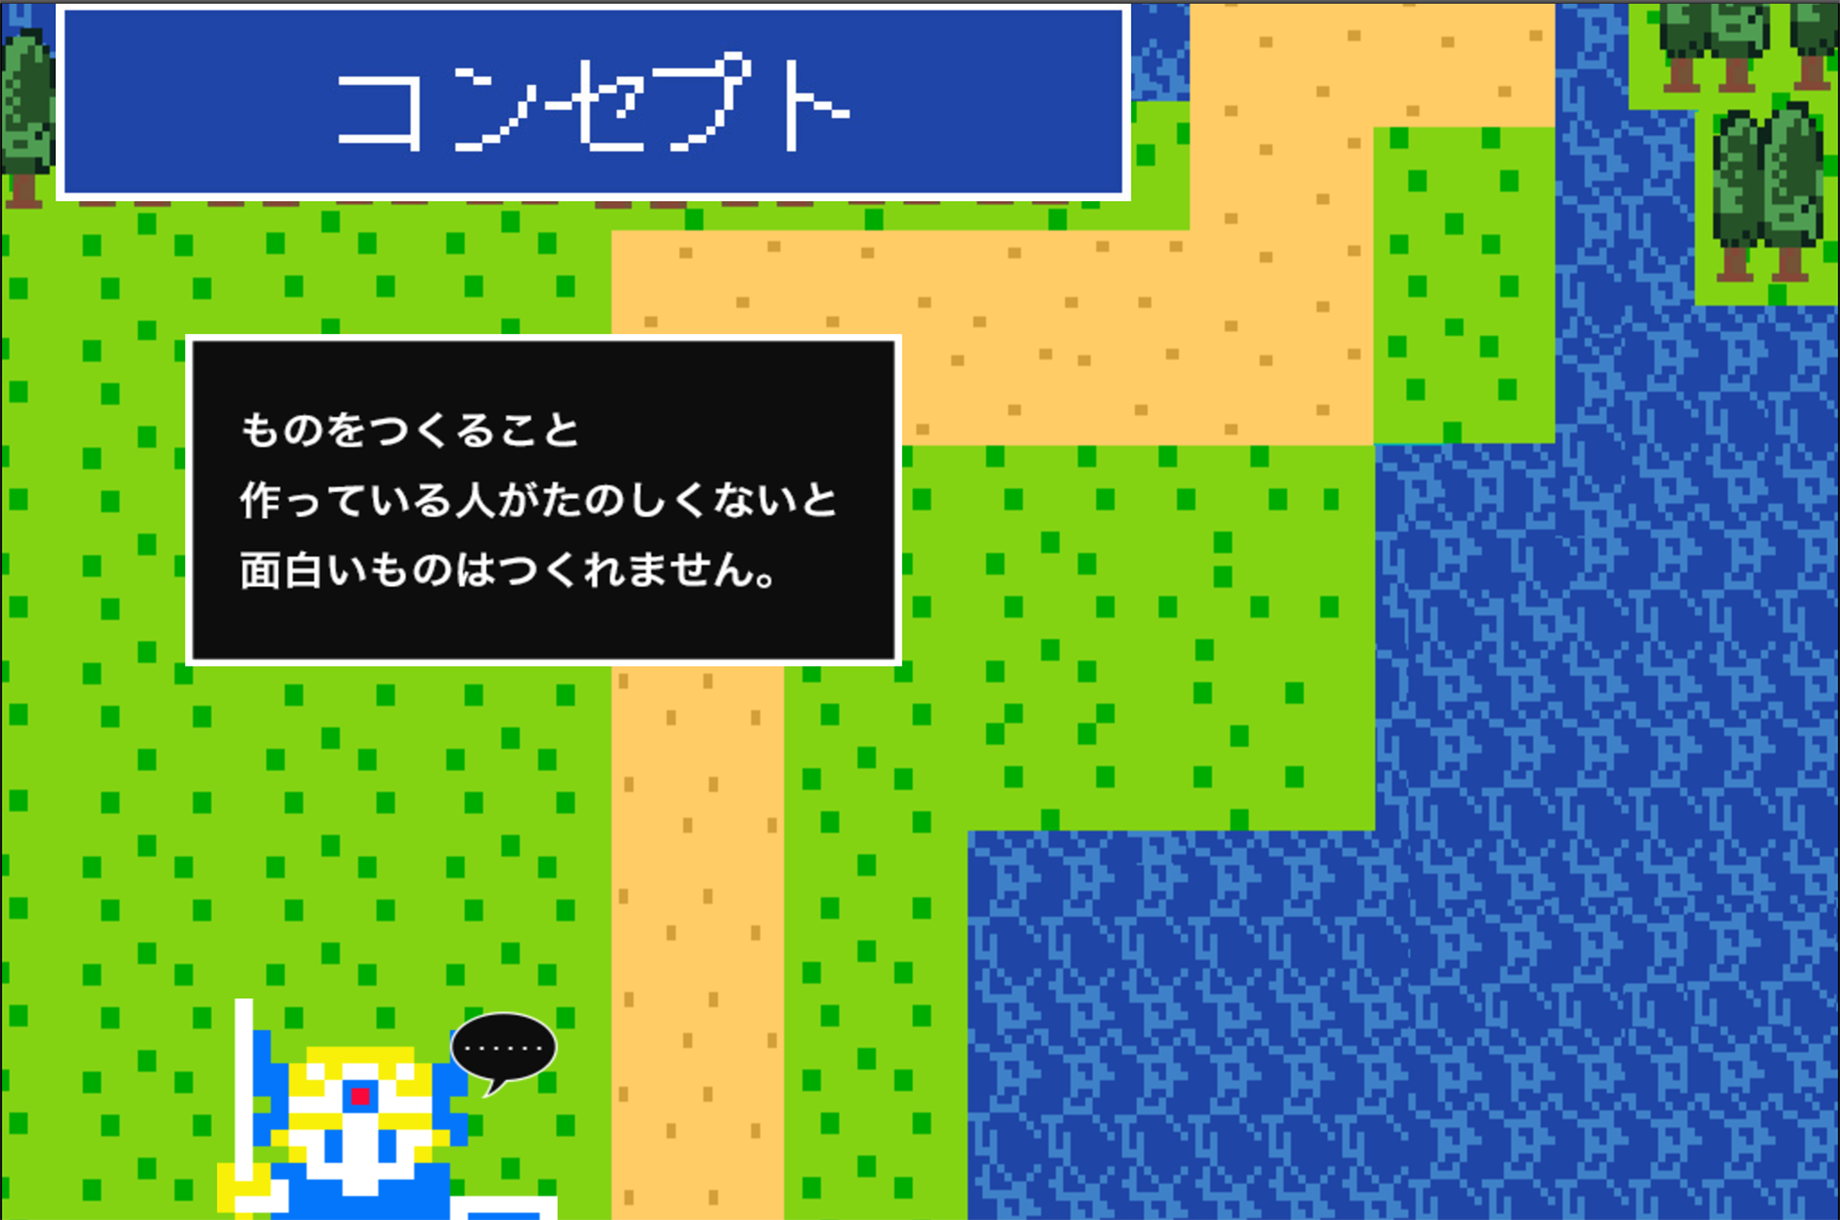 コンセプト
ものをつくること
作っている人がたのしくないと
面白いものはつくれません。
......